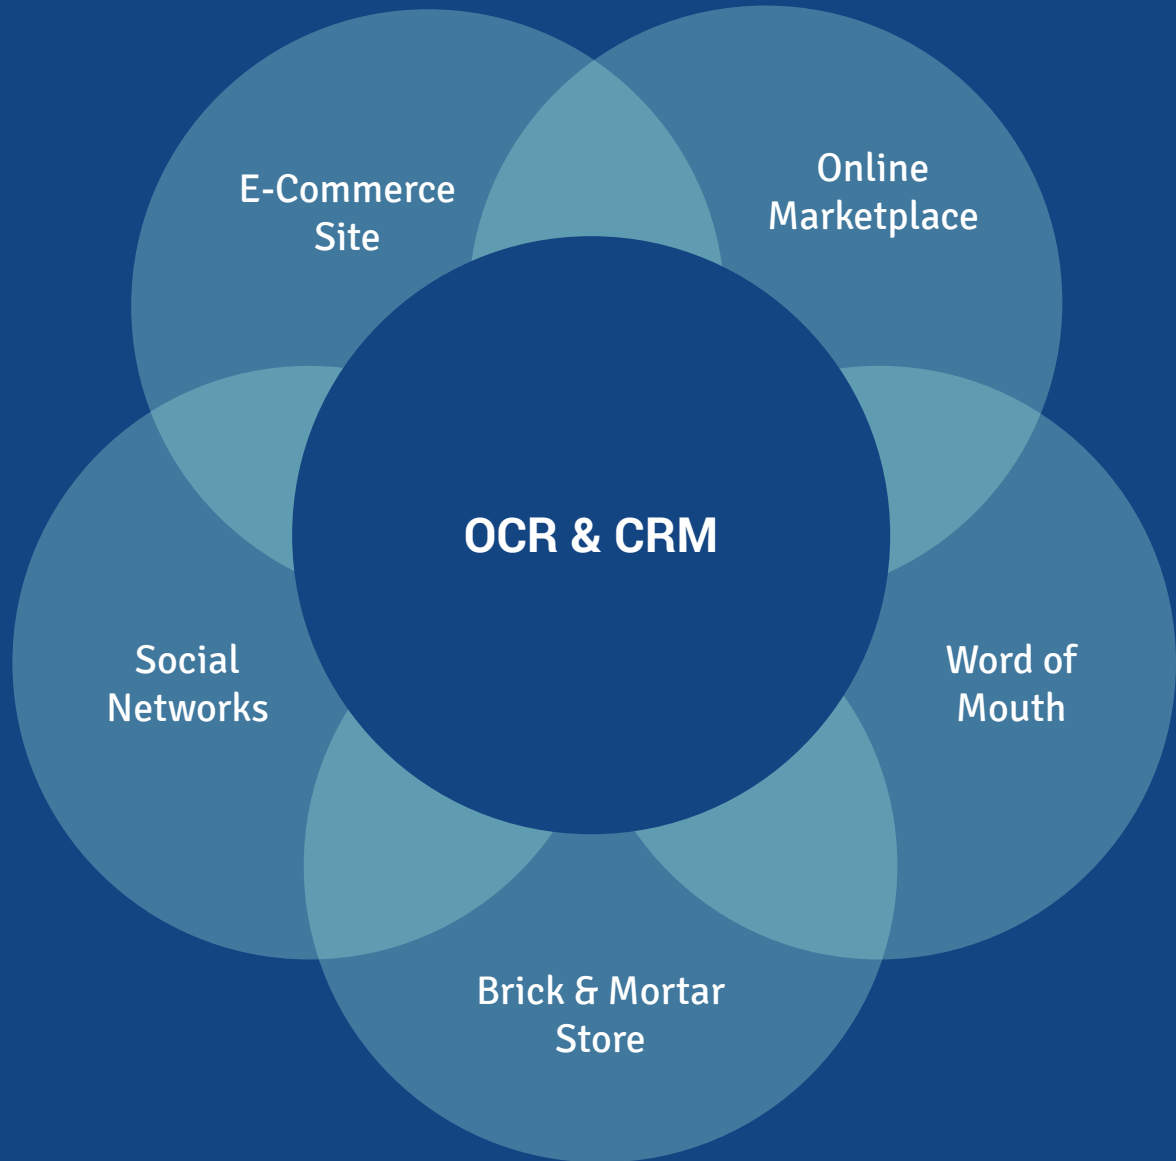 E-Commerce
Site
Online
Marketplace
OCR & CRM
Social
Networks
Word of
Mouth
Brick & Mortar
Store